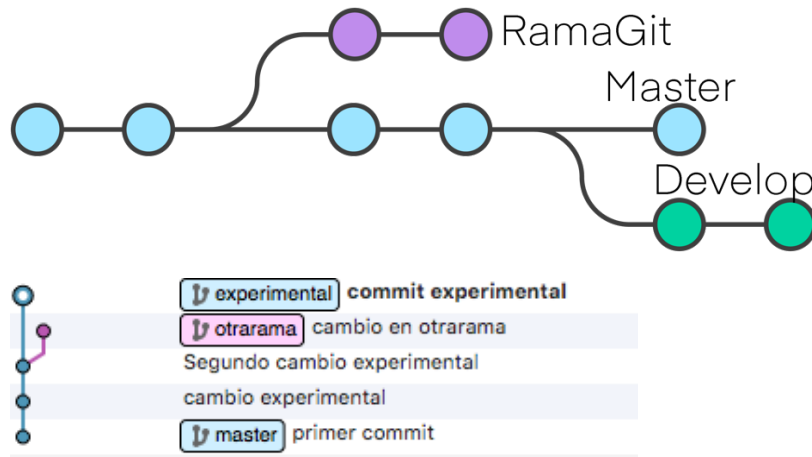 RamaGit
Master
Develop
experimental commit experimental
otrarama cambio en otrarama
Segundo cambio experimental
cambio experimental
master primer commit